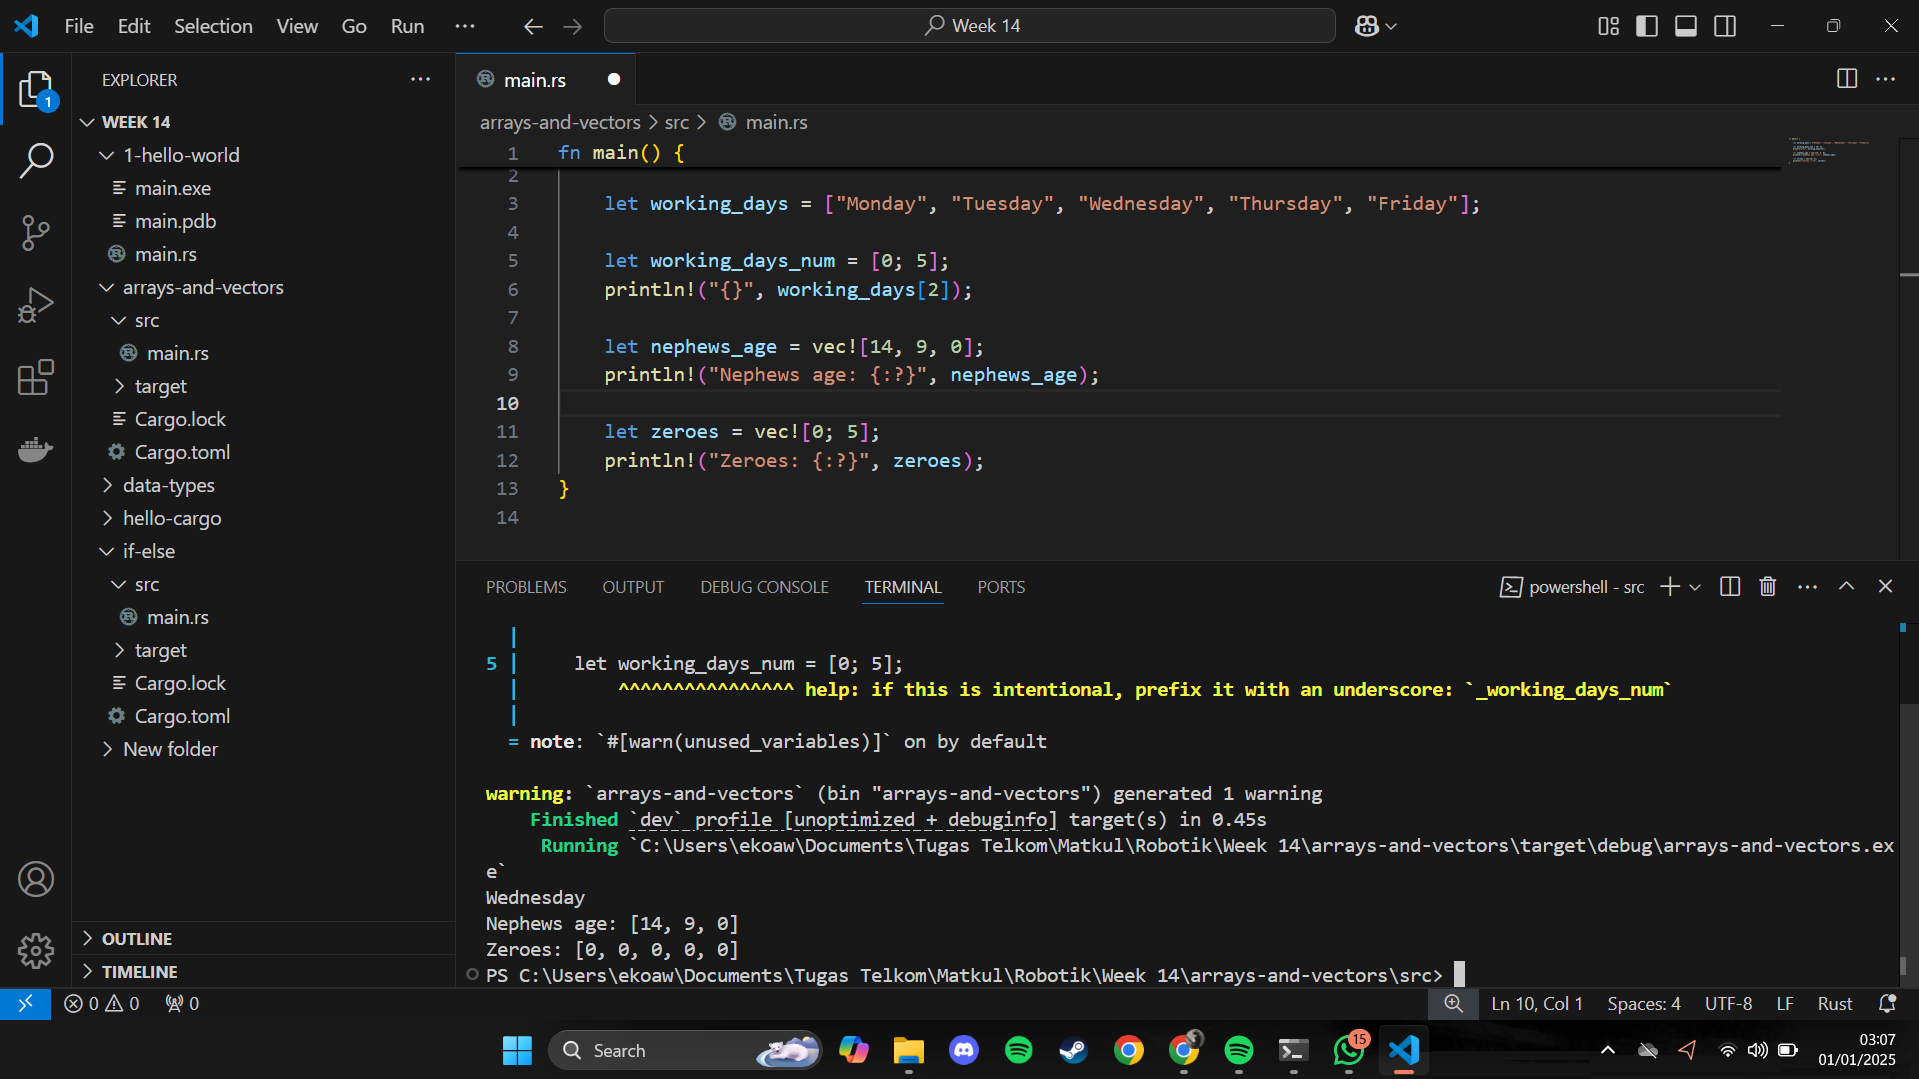 File Edit Selection View Go Run
Week 14
EXPLORER
WEEK 14
1-hello-world
main.exe
main.pdb
main.rs
arrays-and-vectors
src
main.rs
target
Cargo.lock
Cargo.toml
data-types
hello-cargo
if-else
src
main.rs
target
Cargo.lock
Cargo.toml
New folder
OUTLINE
TIMELINE
1
main.rs
arrays-and-vectors > src > main.rs
1 fn main() {
2
3 let working_days = ["Monday", "Tuesday", "Wednesday", "Thursday", "Friday"];
4
5 let working_days_num = [0; 5];
6 println!("{}", working_days[2]);
7
8 let nephews_age = vec![14, 9, 0];
9 println!("Nephews age: {:?}", nephews_age);
10
11 let zeroes = vec![0; 5];
12 println!("Zeroes: {:?}", zeroes);
13 }
14
PROBLEMS OUTPUT DEBUG CONSOLE TERMINAL PORTS
powershell - src
|
5 | let working_days_num = [0; 5];
| ^^^^^^^^^^^^^^^^ help: if this is intentional, prefix it with an underscore: `_working_days_num`
|
= note: `#[warn(unused_variables)]` on by default
warning: `arrays-and-vectors` (bin "arrays-and-vectors") generated 1 warning
Finished `dev` profile [unoptimized + debuginfo] target(s) in 0.45s
Running `C:\Users\ekoaw\Documents\Tugas Telkom\Matkul\Robotik\Week 14\arrays-and-vectors\target\debug\arrays-and-vectors.ex
e`
Wednesday
Nephews age: [14, 9, 0]
Zeroes: [0, 0, 0, 0, 0]
PS C:\Users\ekoaw\Documents\Tugas Telkom\Matkul\Robotik\Week 14\arrays-and-vectors\src>
0 0 0
Ln 10, Col 1 Spaces: 4 UTF-8 LF Rust
Search
15
03:07
01/01/2025